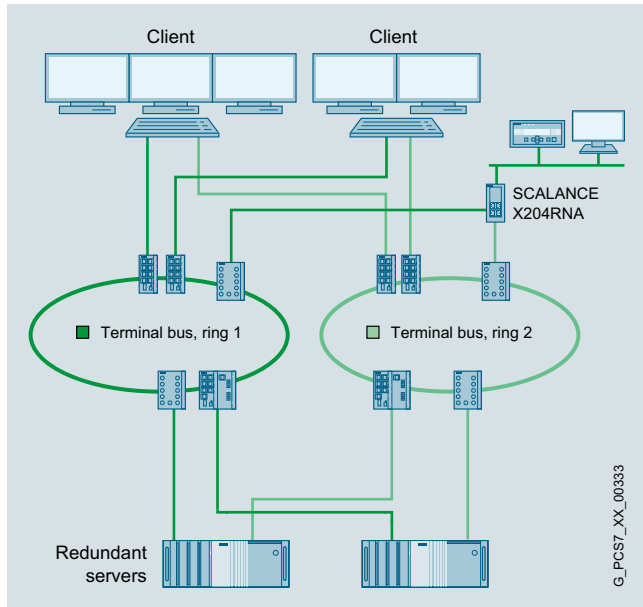 Client
Client
SCALANCE
X204RNA
Terminal bus, ring 1
Terminal bus, ring 2
Redundant
servers
G_PCS7_XX_00333